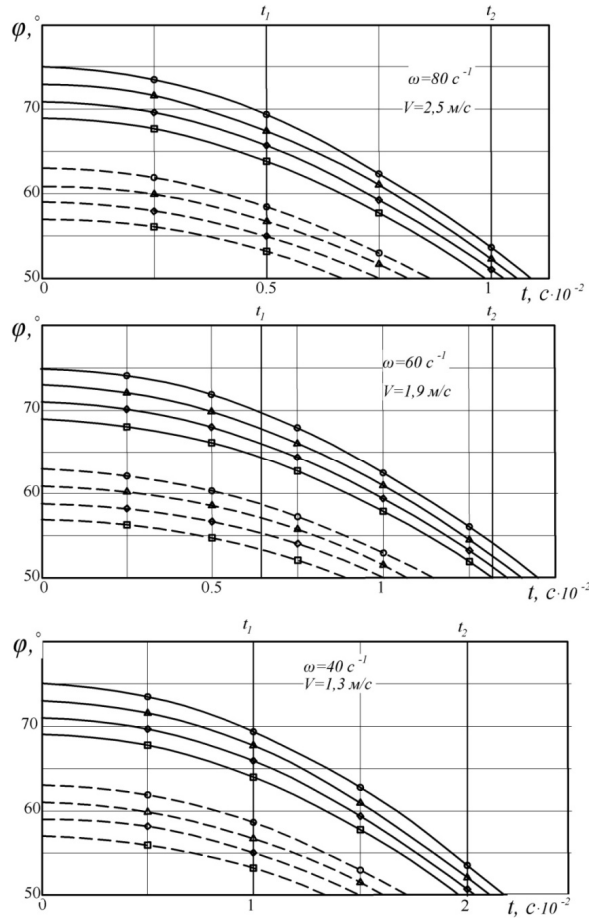 t₁ t₂
φ,°
ω=80 c⁻¹
V=2,5 м/с
70
60
50
0 0.5 1 t, c·10⁻²
t₁ t₂
φ,°
ω=60 c⁻¹
V=1,9 м/с
70
60
50
0 0.5 1 t, c·10⁻²
t₁ t₂
φ,°
ω=40 c⁻¹
V=1,3 м/с
70
60
50
0 1 2 t, c·10⁻²